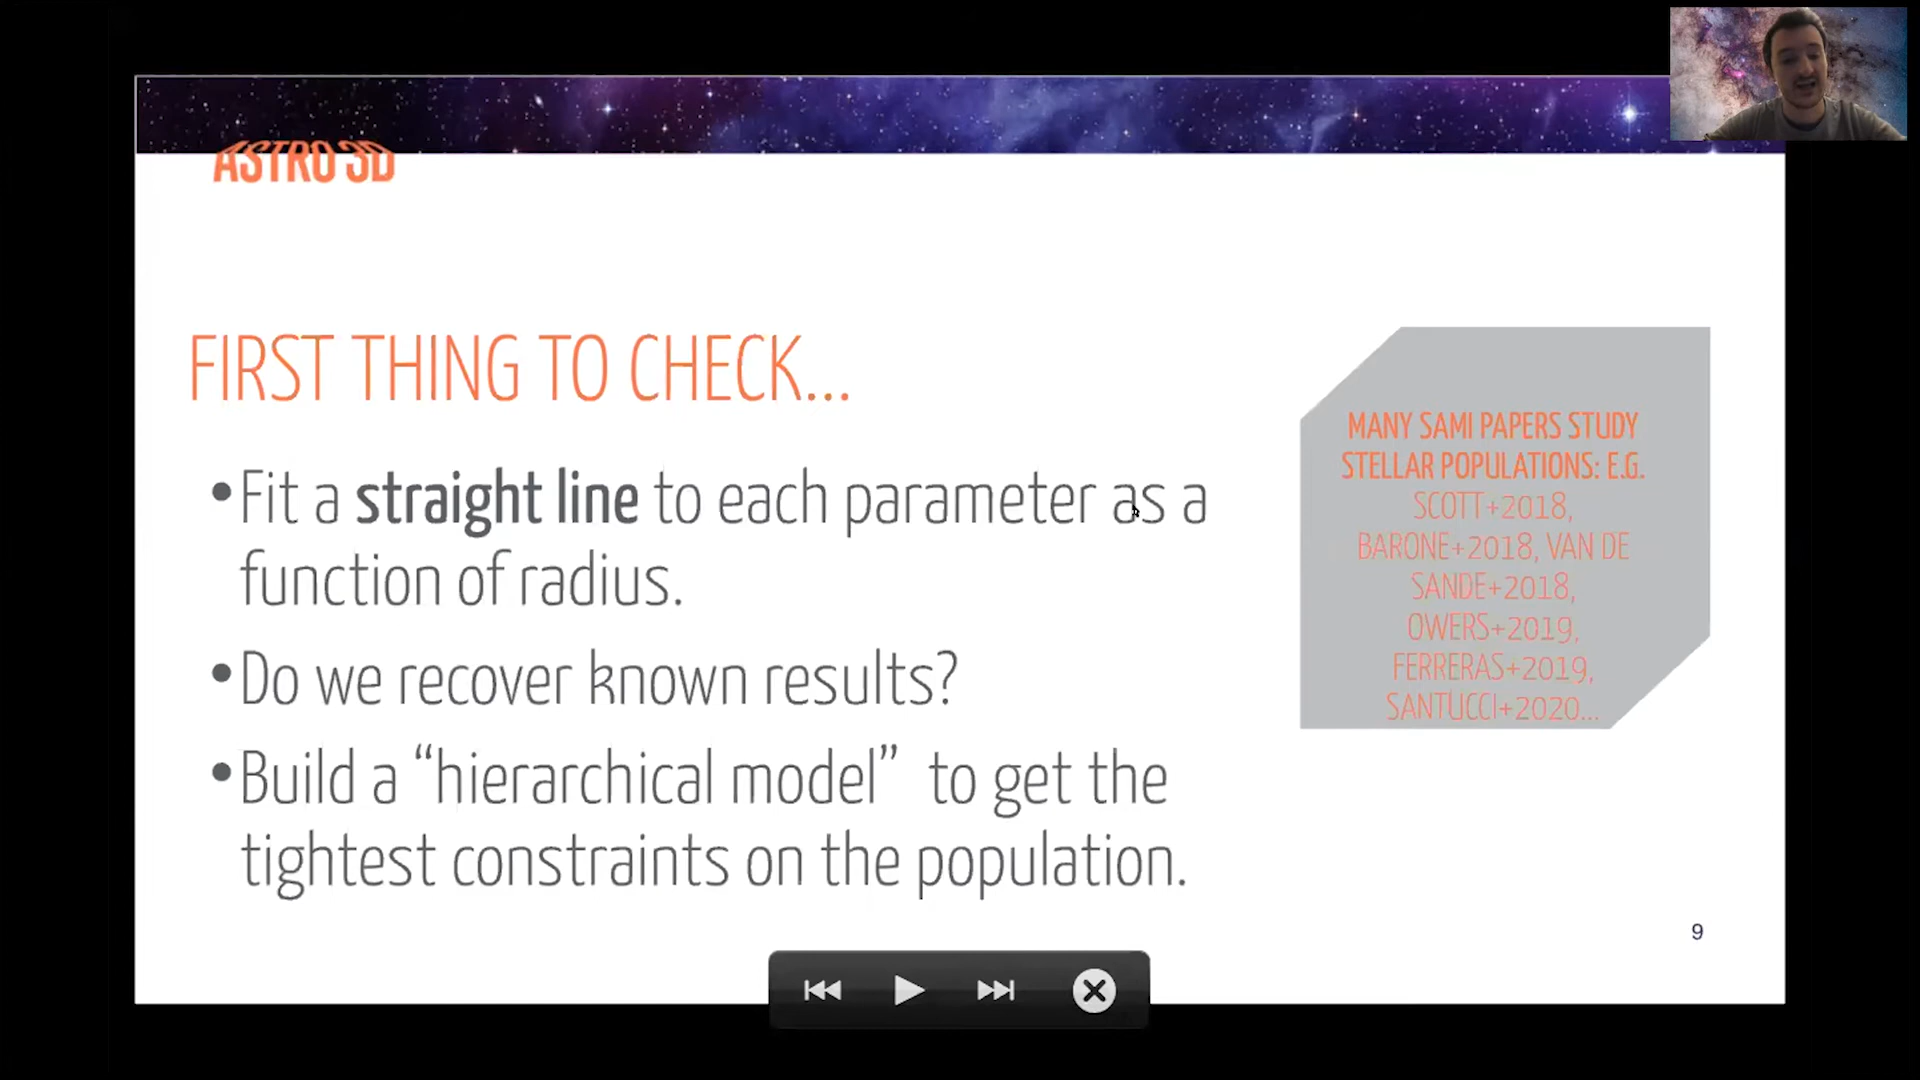 ASTRO 3D
FIRST THING TO CHECK...
•Fit a straight line to each parameter as a
function of radius.
•Do we recover known results?
•Build a “hierarchical model” to get the
tightest constraints on the population.
MANY SAMI PAPERS STUDY
STELLAR POPULATIONS: E.G.
SCOTT+2018,
BARONE+2018, VAN DE
SANDE+2018,
OWERS+2019,
FERRERAS+2019,
SANTUCCI+2020...
9